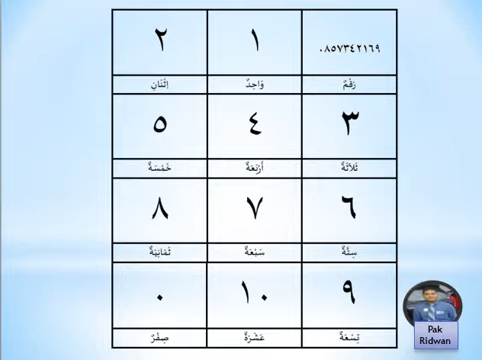 ٠٨٥٧٣٤٢١٦٩ ١ ٢
رَقْمٌ وَاحِدٌ اِثْنَانِ
٣ ٤ ٥
ثَلَاثَةٌ أَرْبَعَةٌ خَمْسَةٌ
٦ ٧ ٨
سِتَّةٌ سَبْعَةٌ ثَمَانِيَةٌ
٩ ١٠ ٠
تِسْعَةٌ عَشَرَةٌ صِفْرٌ
Pak
Ridwan